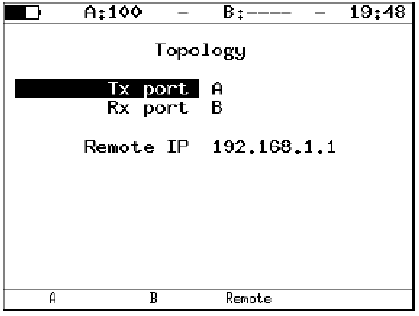 A:100 – B:---- – 19:48
Topology
Tx port A
Rx port B
Remote IP 192.168.1.1
A B Remote